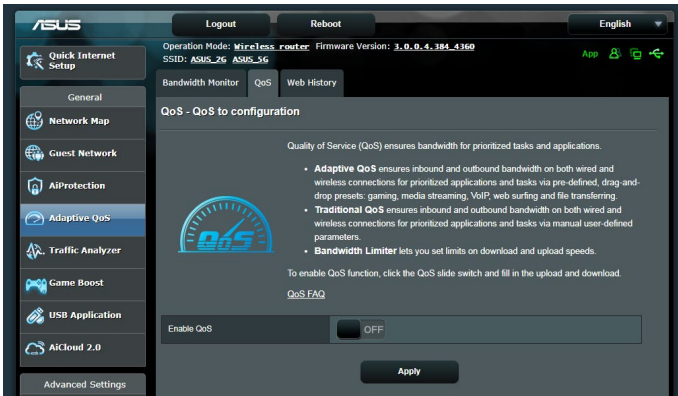 ASUS
Logout
Reboot
English
Quick Internet
Setup
General
Network Map
Guest Network
AiProtection
Adaptive QoS
Traffic Analyzer
Game Boost
USB Application
AiCloud 2.0
Advanced Settings
Operation Mode: Wireless router Firmware Version: 3.0.0.4.384_4360
SSID: ASUS_2G ASUS_5G
App
Bandwidth Monitor QoS Web History
QoS - QoS to configuration
QoS
Quality of Service (QoS) ensures bandwidth for prioritized tasks and applications.
• Adaptive QoS ensures inbound and outbound bandwidth on both wired and
wireless connections for prioritized applications and tasks via pre-defined, drag-and-
drop presets: gaming, media streaming, VoIP, web surfing and file transferring.
• Traditional QoS ensures inbound and outbound bandwidth on both wired and
wireless connections for prioritized applications and tasks via manual user-defined
parameters.
• Bandwidth Limiter lets you set limits on download and upload speeds.
To enable QoS function, click the QoS slide switch and fill in the upload and download.
QoS FAQ
Enable QoS
OFF
Apply